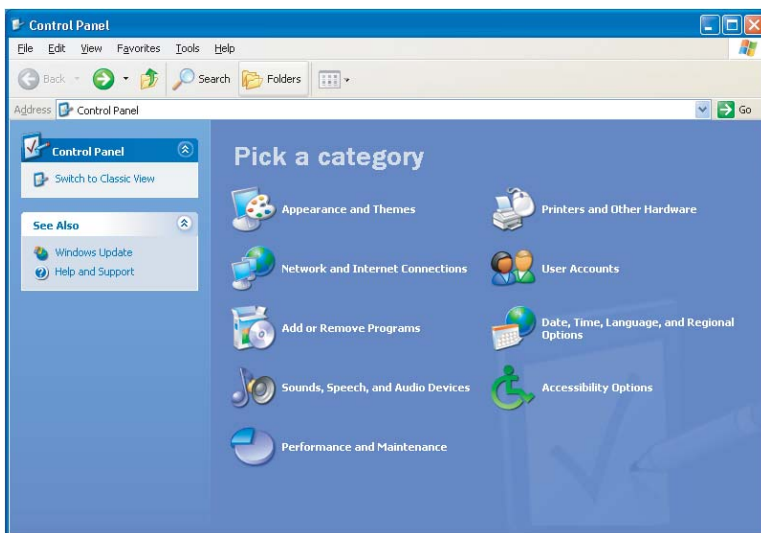 Control Panel
File Edit View Favorites Tools Help
Back Search Folders
Address Control Panel Go
Control Panel
Switch to Classic View
See Also
Windows Update
Help and Support
Pick a category
Appearance and Themes
Printers and Other Hardware
Network and Internet Connections
User Accounts
Add or Remove Programs
Date, Time, Language, and Regional
Options
Sounds, Speech, and Audio Devices
Accessibility Options
Performance and Maintenance